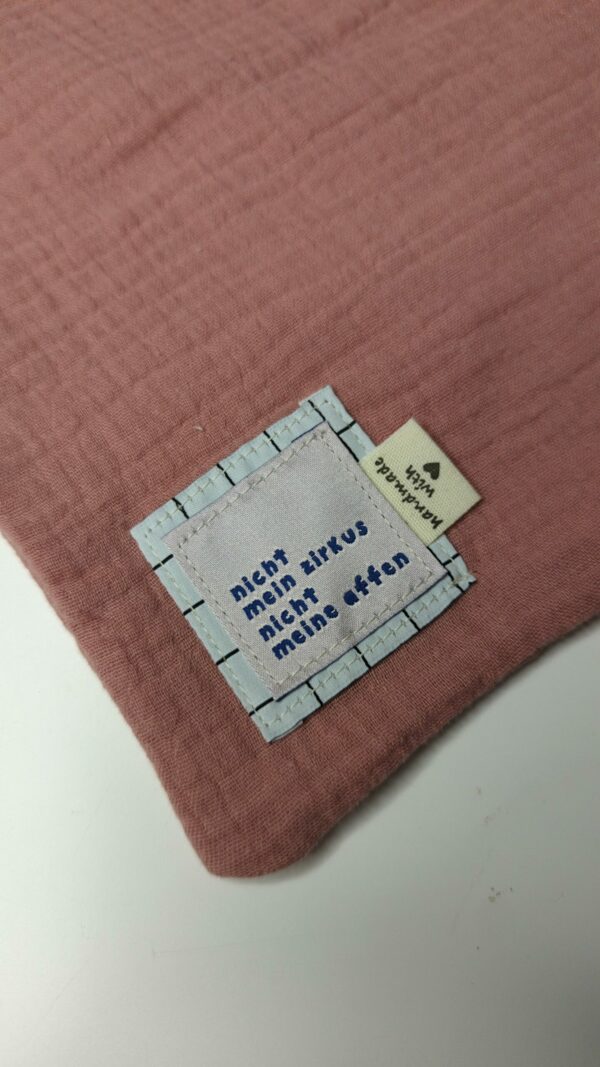 nicht
mein zirkus
nicht
meine affen
handmade
with
♥